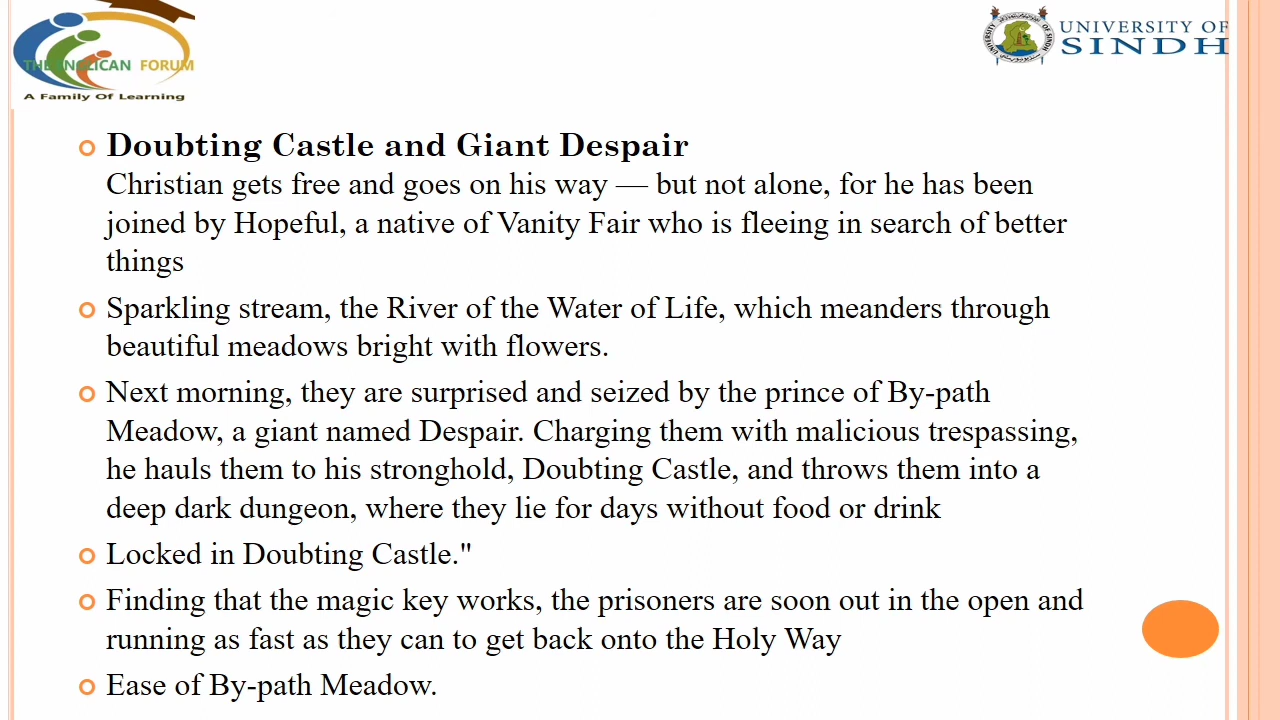 THE ANGLICAN FORUM
A Family Of Learning
UNIVERSITY OF
SINDH
Doubting Castle and Giant Despair
Christian gets free and goes on his way — but not alone, for he has been
joined by Hopeful, a native of Vanity Fair who is fleeing in search of better
things
Sparkling stream, the River of the Water of Life, which meanders through
beautiful meadows bright with flowers.
Next morning, they are surprised and seized by the prince of By-path
Meadow, a giant named Despair. Charging them with malicious trespassing,
he hauls them to his stronghold, Doubting Castle, and throws them into a
deep dark dungeon, where they lie for days without food or drink
Locked in Doubting Castle."
Finding that the magic key works, the prisoners are soon out in the open and
running as fast as they can to get back onto the Holy Way
Ease of By-path Meadow.